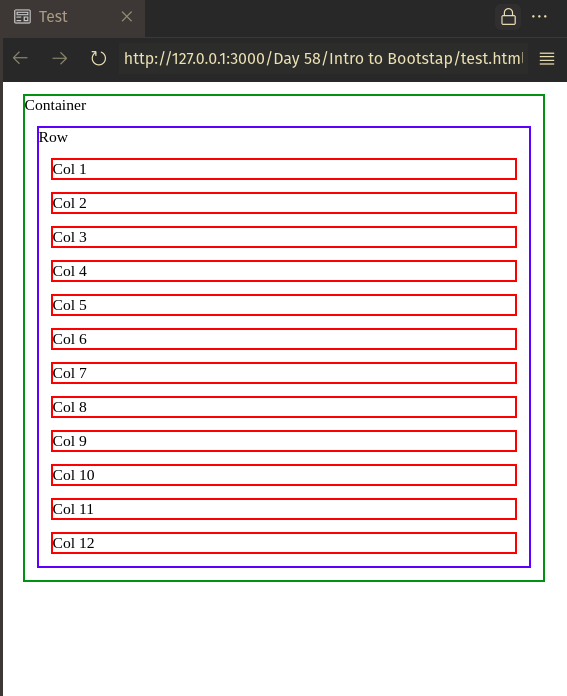 Test
http://127.0.0.1:3000/Day 58/Intro to Bootstap/test.html
Container
Row
Col 1
Col 2
Col 3
Col 4
Col 5
Col 6
Col 7
Col 8
Col 9
Col 10
Col 11
Col 12